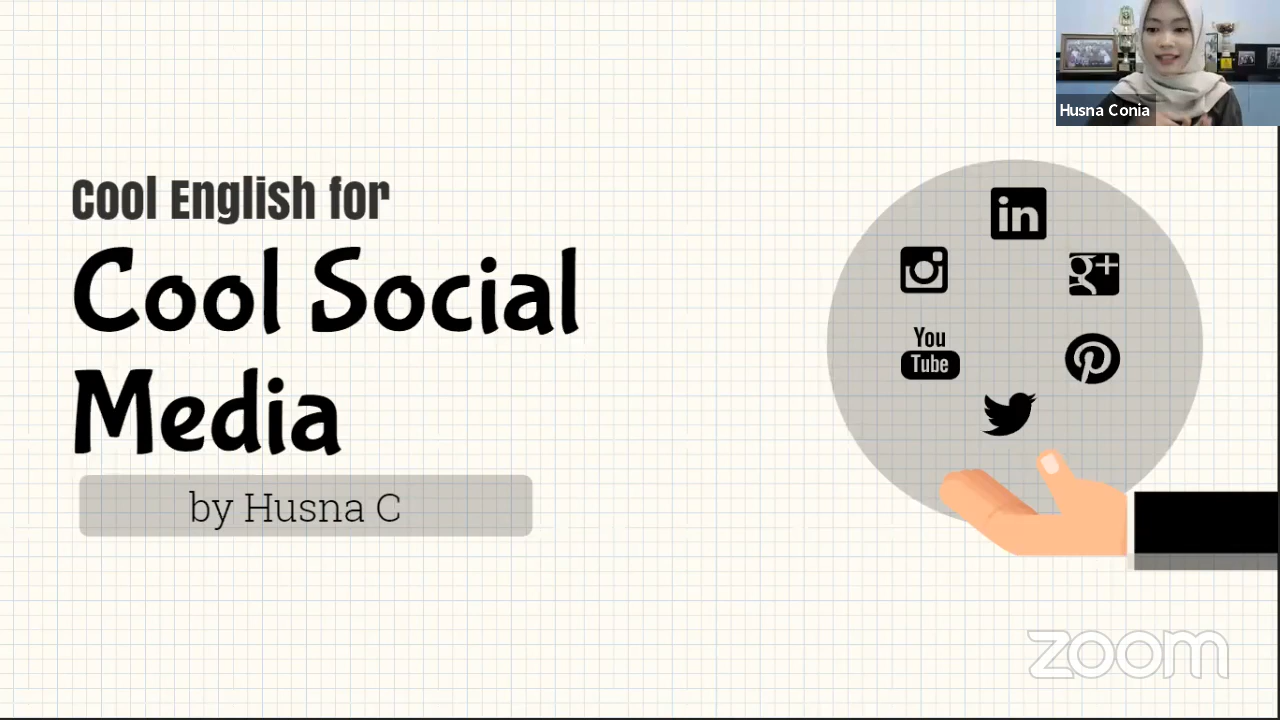 Husna Conia
Cool English for
Cool Social
Media
by Husna C
in
g+
You
Tube
zoom